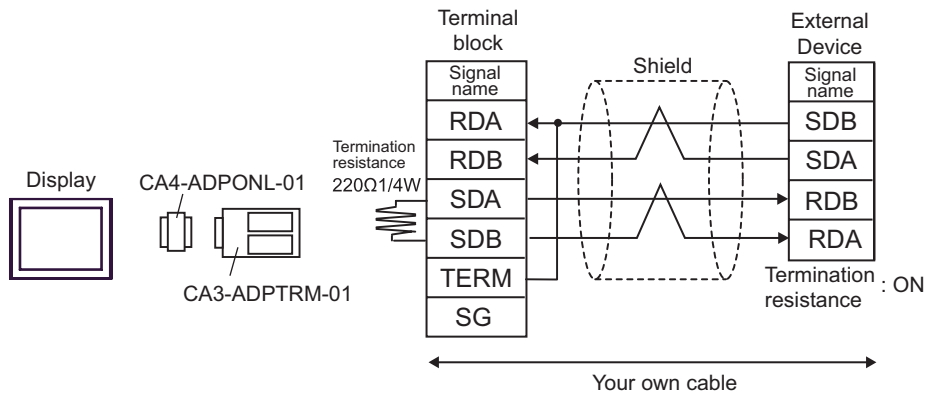 Display
CA4-ADPONL-01
CA3-ADPTRM-01
Termination
resistance
220Ω1/4W
Terminal
block
Signal
name
RDA
RDB
SDA
SDB
TERM
SG
Shield
External
Device
Signal
name
SDB
SDA
RDB
RDA
Termination
resistance : ON
Your own cable